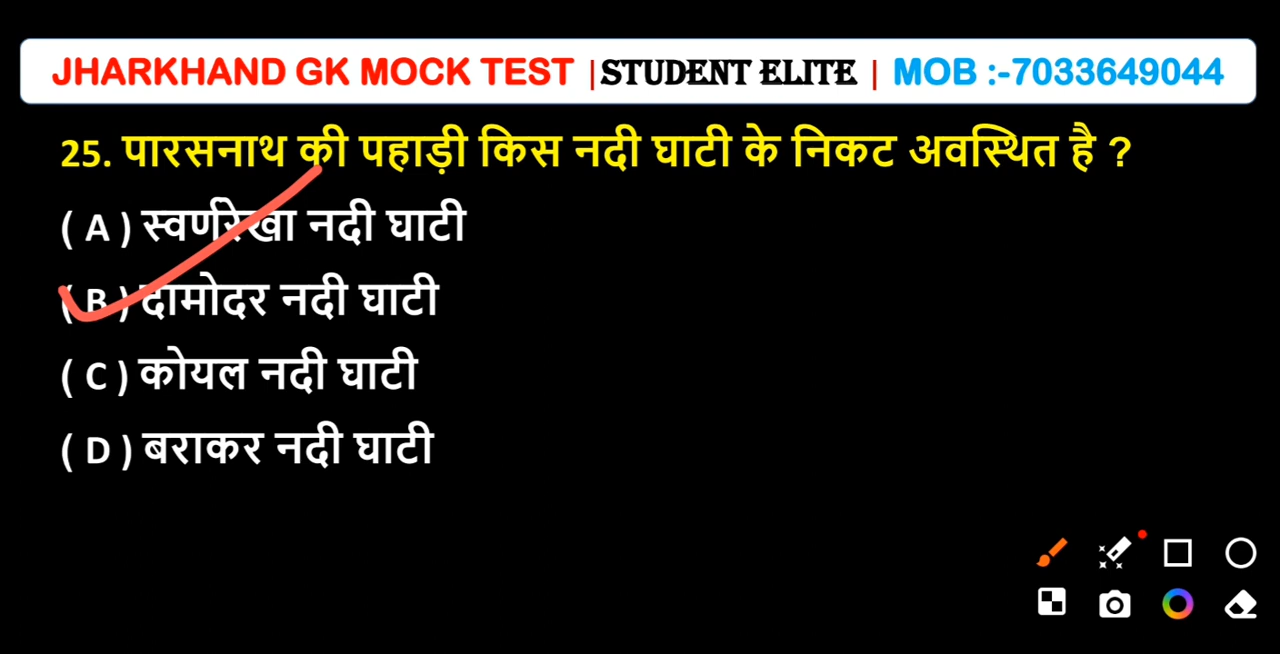 JHARKHAND GK MOCK TEST | STUDENT ELITE | MOB :-7033649044
25. पारसनाथ की पहाड़ी किस नदी घाटी के निकट अवस्थित है ?
( A ) स्वर्णरेखा नदी घाटी
( B ) दामोदर नदी घाटी
( C ) कोयल नदी घाटी
( D ) बराकर नदी घाटी